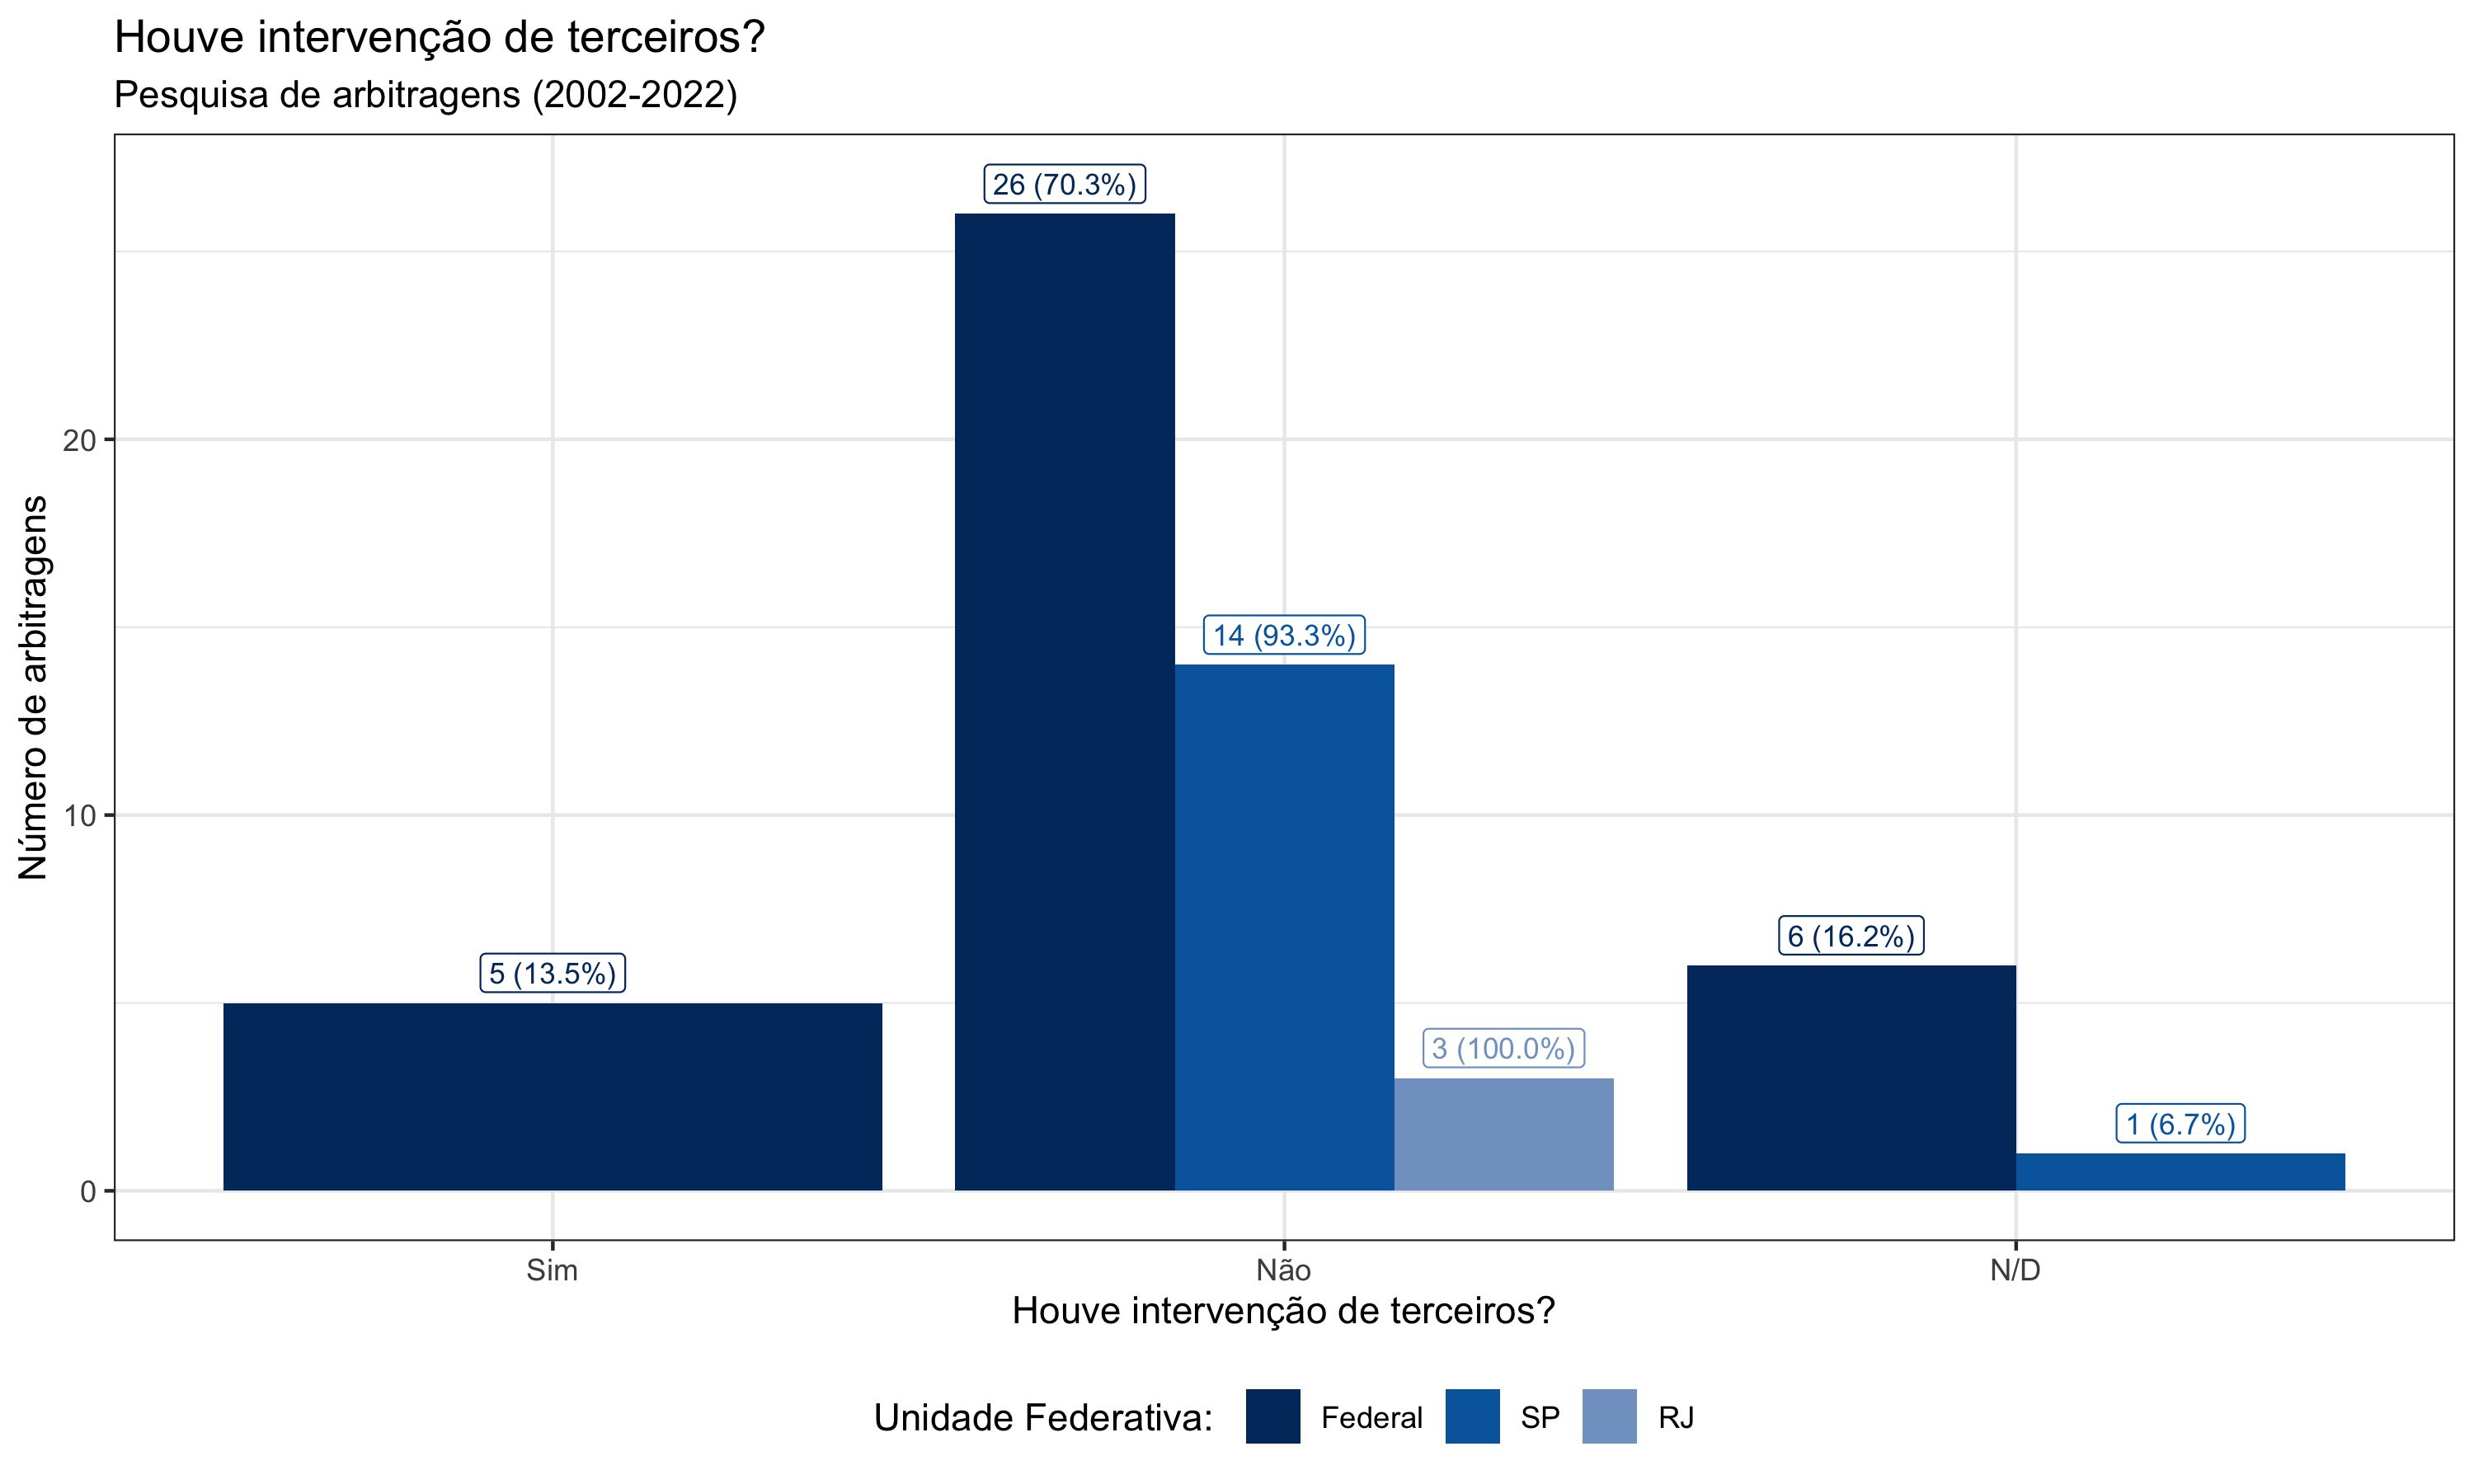 Houve intervenção de terceiros?
Pesquisa de arbitragens (2002-2022)
Número de arbitragens
20
10
0
5 (13.5%)
26 (70.3%)
14 (93.3%)
3 (100.0%)
6 (16.2%)
1 (6.7%)
Sim
Não
N/D
Houve intervenção de terceiros?
Unidade Federativa: Federal SP RJ